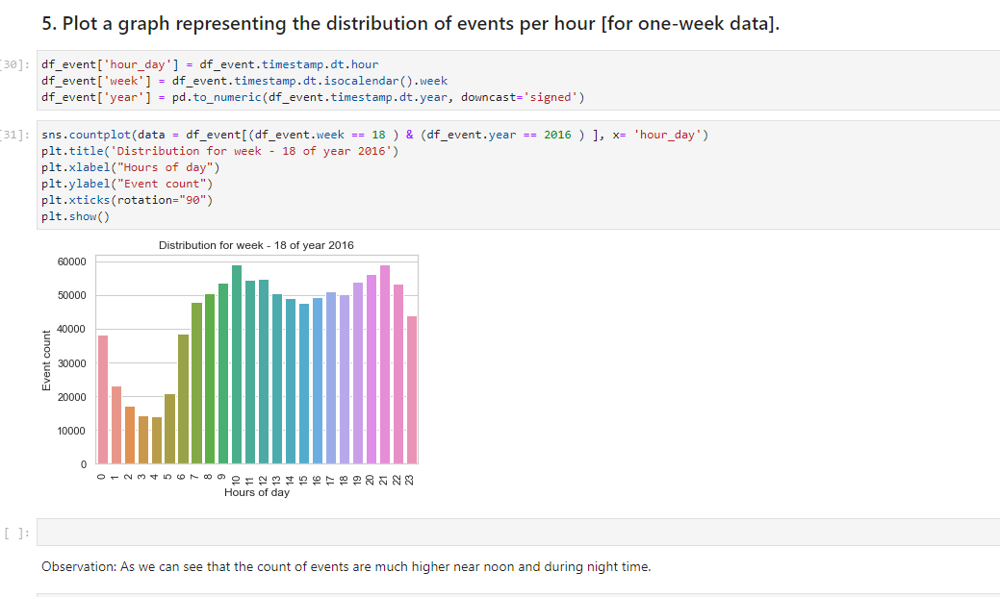 5. Plot a graph representing the distribution of events per hour [for one-week data].
[30]: df_event['hour_day'] = df_event.timestamp.dt.hour
df_event['week'] = df_event.timestamp.dt.isocalendar().week
df_event['year'] = pd.to_numeric(df_event.timestamp.dt.year, downcast='signed')
[31]: sns.countplot(data = df_event[(df_event.week == 18 ) & (df_event.year == 2016 ) ], x= 'hour_day')
plt.title('Distribution for week - 18 of year 2016')
plt.xlabel("Hours of day")
plt.ylabel("Event count")
plt.xticks(rotation="90")
plt.show()
Distribution for week - 18 of year 2016
60000
50000
40000
30000
20000
10000
0
Event count
0 1 2 3 4 5 6 7 8 9 10 11 12 13 14 15 16 17 18 19 20 21 22 23
Hours of day
[ ]:
Observation: As we can see that the count of events are much higher near noon and during night time.